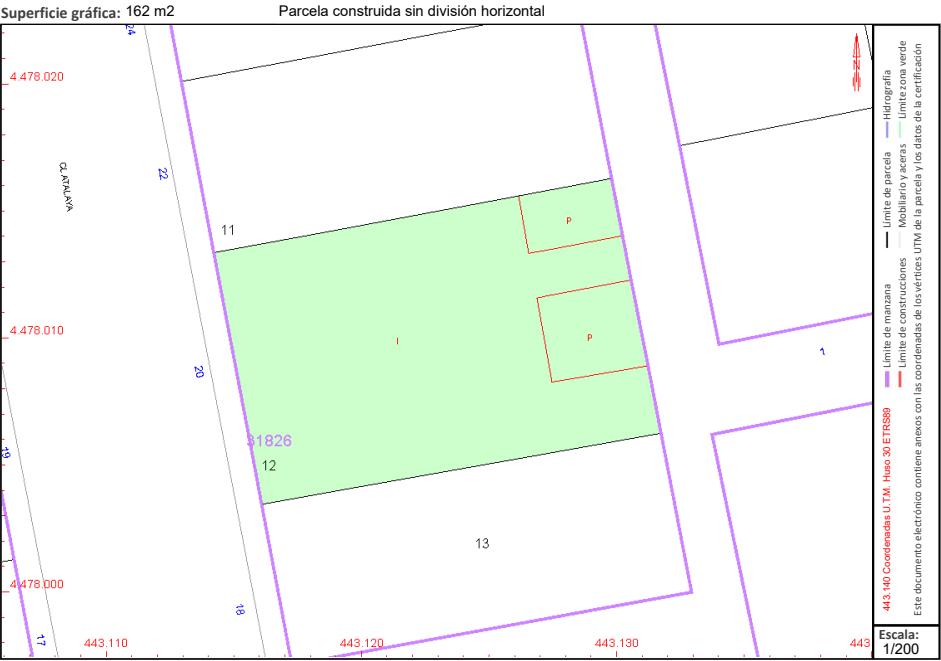 Superficie gráfica: 162 m2
Parcela construida sin división horizontal
24
4 478.020
CL ATALAYA
22
11
P
4 478.010
I
P
20
1
31826
12
19
13
4 478.000
18
17
443.110
443.120
443.130
443
Hidrografía
Límite zona verde
Límite de parcela
Mobiliario y aceras
Límite de manzana
Límite de construcciones
443.140 Coordenadas U.T.M. Huso 30 ETRS89
Este documento electrónico contiene anexos con las coordenadas de los vértices UTM de la parcela y los datos de la certificación
Escala:
1/200